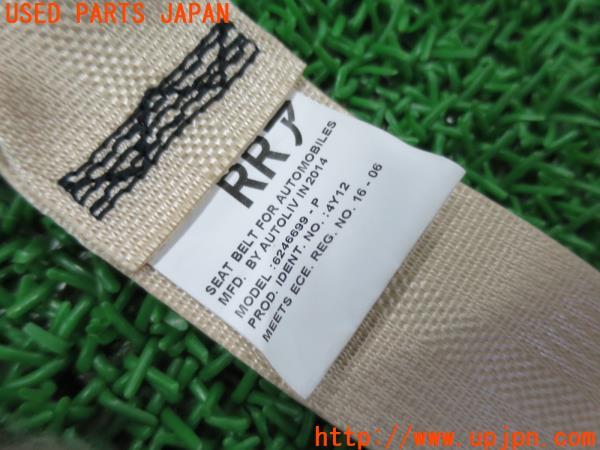 USED PARTS JAPAN
RRア
SEAT BELT FOR AUTOMOBILES
MFD. BY AUTOLIV IN 2014
MODEL :6246699 - P
PROD. IDENT. NO. :4Y12
MEETS ECE. REG. NO. 16 - 06
http://www.upjpn.com/